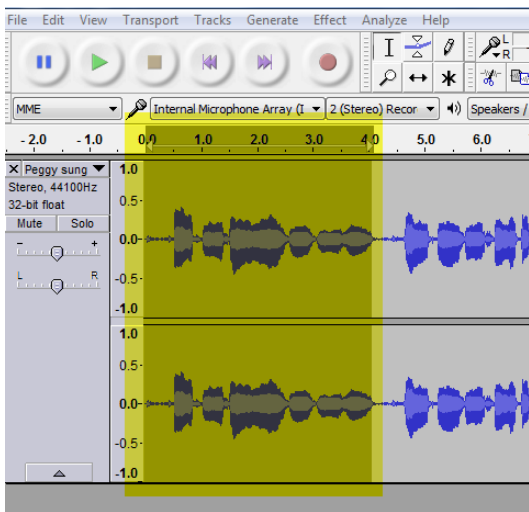 File Edit View Transport Tracks Generate Effect Analyze Help
L
R
MME Internal Microphone Array (I 2 (Stereo) Recor Speakers /
- 2.0 - 1.0 0.0 1.0 2.0 3.0 4.0 5.0 6.0
X Peggy sung 1.0
Stereo, 44100Hz
32-bit float 0.5-
Mute Solo
- + 0.0-
L R -0.5-
-1.0
1.0
0.5-
0.0-
-0.5-
-1.0